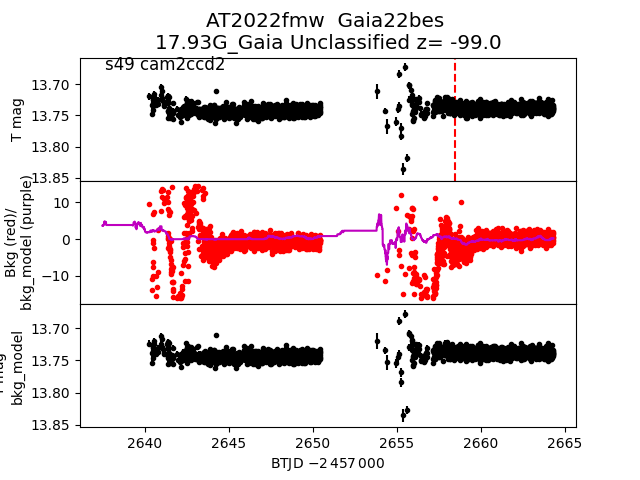 AT2022fmw Gaia22bes
17.93G_Gaia Unclassified z= -99.0
s49 cam2ccd2
T mag
13.70
13.75
13.80
13.85
Bkg (red)/
bkg_model (purple)
10
0
−10
mag
bkg_model
13.70
13.75
13.80
13.85
2640
2645
2650
2655
2660
2665
BTJD −2 457 000